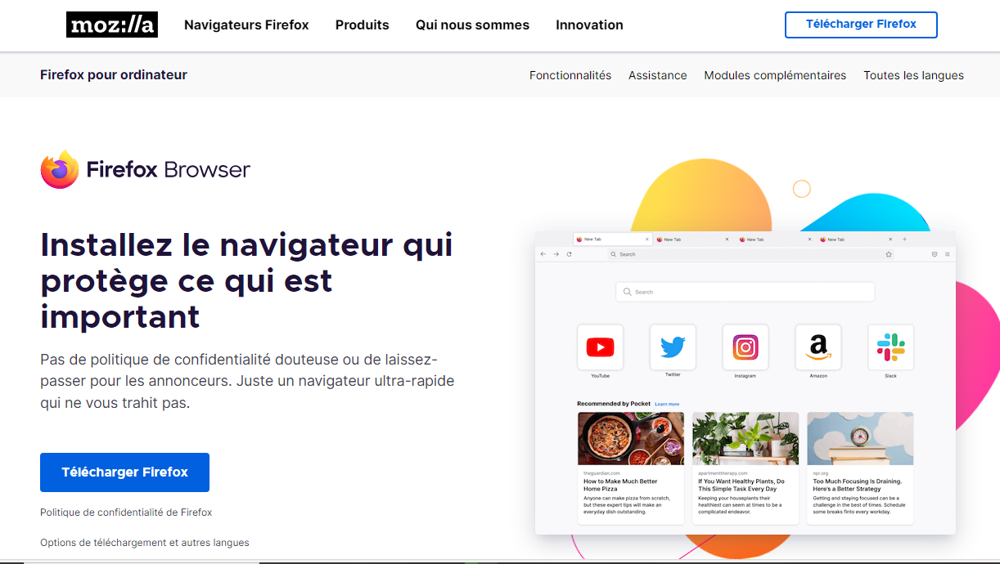 moz://a
Navigateurs Firefox
Produits
Qui nous sommes
Innovation
Télécharger Firefox
Firefox pour ordinateur
Fonctionnalités
Assistance
Modules complémentaires
Toutes les langues
Firefox Browser
Installez le navigateur qui
protège ce qui est
important
Pas de politique de confidentialité douteuse ou de laissez-
passer pour les annonceurs. Juste un navigateur ultra-rapide
qui ne vous trahit pas.
Télécharger Firefox
Politique de confidentialité de Firefox
Options de téléchargement et autres langues
New Tab
New Tab
New Tab
New Tab
Search
Search
YouTube
Twitter
Instagram
Amazon
Slack
Recommended by Pocket Learn more
theguardian.com
How to Make Much Better
Home Pizza
Anyone can make pizza from scratch,
but these expert tips will make an
everyday dish outstanding.
apartmenttherapy.com
If You Want Healthy Plants, Do
This Simple Task Every Day
Keeping your houseplants their
healthiest can seem at times to be a
complicated endeavor.
npr.org
Too Much Focusing Is Draining.
Here's a Better Strategy
Getting and staying focused can be a
challenge in the best of times. Schedule
some breaks finto every workday.